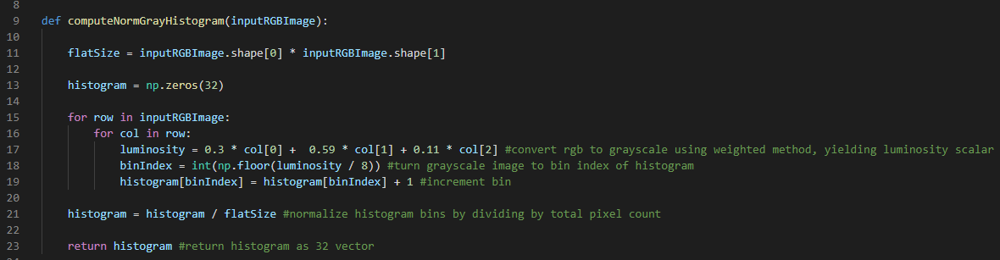 8
9 def computeNormGrayHistogram(inputRGBImage):
10
11 flatSize = inputRGBImage.shape[0] * inputRGBImage.shape[1]
12
13 histogram = np.zeros(32)
14
15 for row in inputRGBImage:
16 for col in row:
17 luminosity = 0.3 * col[0] +  0.59 * col[1] + 0.11 * col[2] #convert rgb to grayscale using weighted method, yielding luminosity scalar
18 binIndex = int(np.floor(luminosity / 8)) #turn grayscale image to bin index of histogram
19 histogram[binIndex] = histogram[binIndex] + 1 #increment bin
20
21 histogram = histogram / flatSize #normalize histogram bins by dividing by total pixel count
22
23 return histogram #return histogram as 32 vector